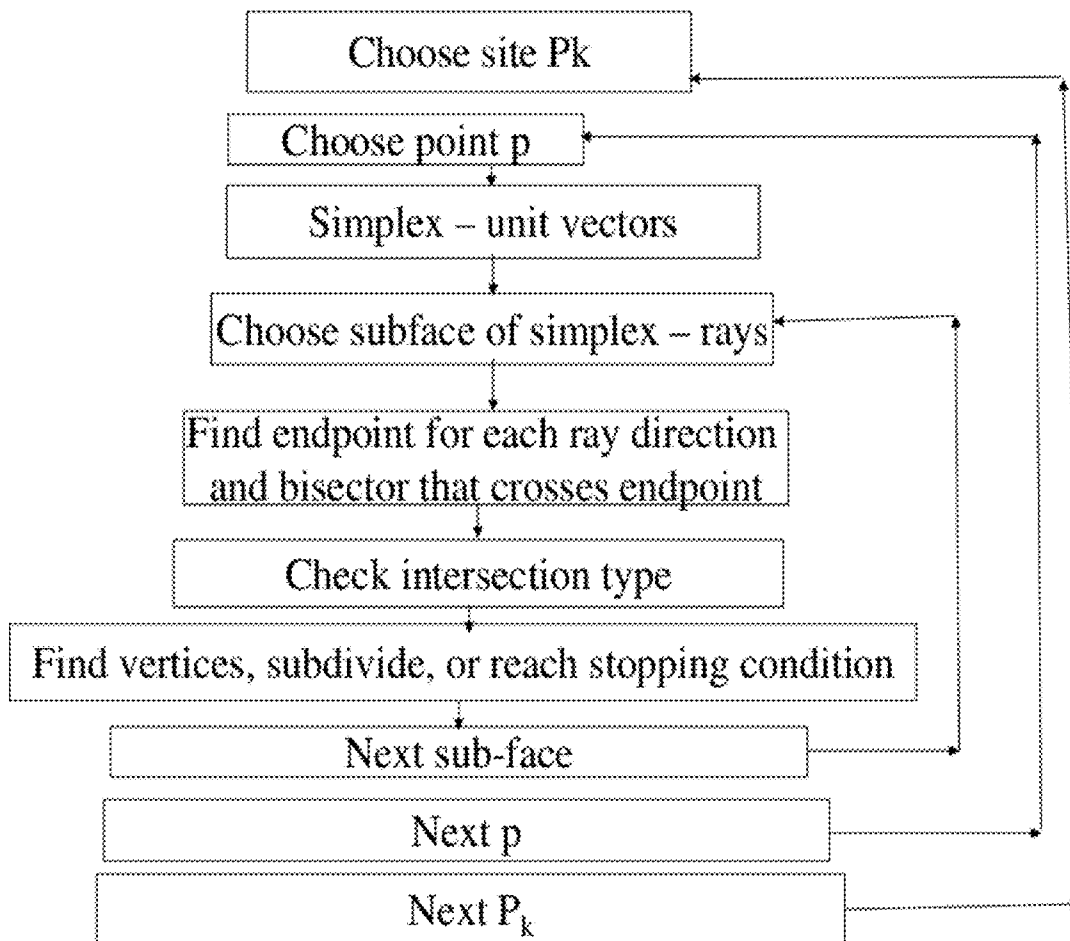 Choose site Pk
Choose point p
Simplex – unit vectors
Choose subface of simplex – rays
Find endpoint for each ray direction
and bisector that crosses endpoint
Check intersection type
Find vertices, subdivide, or reach stopping condition
Next sub-face
Next p
Next Pₖ